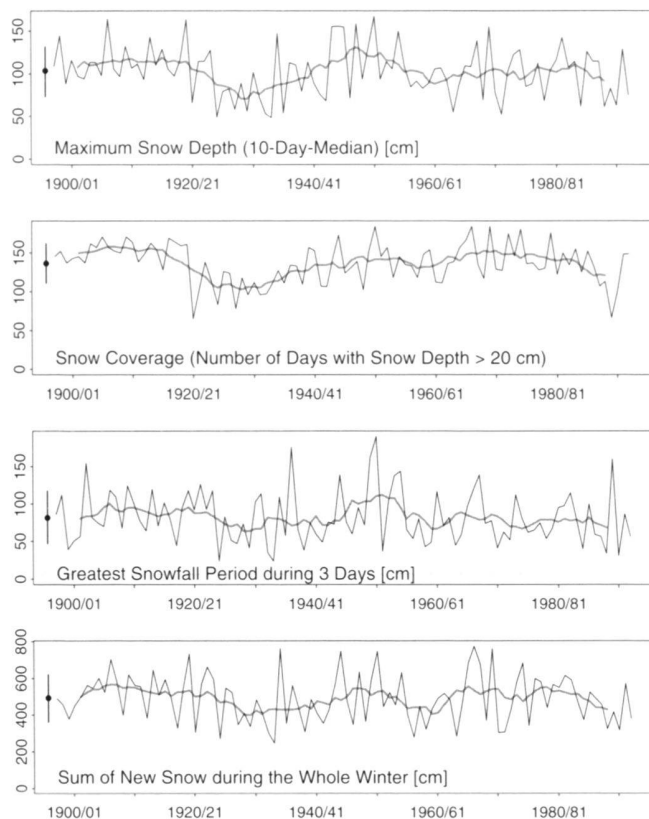 150
100
50
0
Maximum Snow Depth (10-Day-Median) [cm]
1900/01 1920/21 1940/41 1960/61 1980/81
150
100
50
0
Snow Coverage (Number of Days with Snow Depth > 20 cm)
1900/01 1920/21 1940/41 1960/61 1980/81
150
100
50
0
Greatest Snowfall Period during 3 Days [cm]
1900/01 1920/21 1940/41 1960/61 1980/81
800
600
400
200
0
Sum of New Snow during the Whole Winter [cm]
1900/01 1920/21 1940/41 1960/61 1980/81